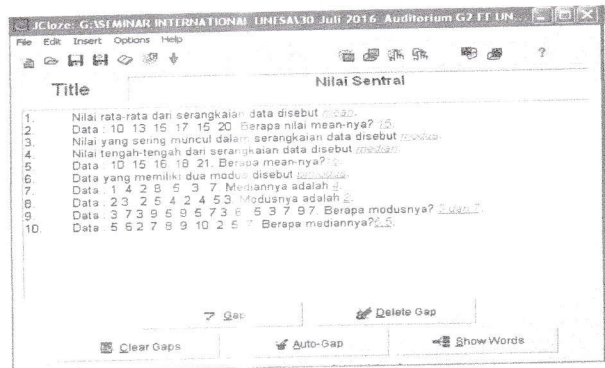 JCloze: G:\SEMINAR INTERNATIONAL UNESA\30 Juli 2016 Auditorium G2 FT UN...
File Edit Insert Options Help
?
Title
Nilai Sentral
1. Nilai rata-rata dari serangkaian data disebut mean.
2. Data : 10 13 15 17 15 20 Berapa nilai mean-nya? 15.
3. Nilai yang sering muncul dalam serangkaian data disebut modus.
4. Nilai tengah-tengah dari serangkaian data disebut median.
5. Data : 10 15 16 18 21. Berapa mean-nya?
6. Data yang memiliki dua modus disebut
7. Data : 1 4 2 8 5 3 7. Mediannya adalah 4.
8. Data : 2 3 2 5 4 2 4 5 3. Modusnya adalah 2.
9. Data : 3 7 3 9 5 9 5 7 3 6 5 3 7 9 7. Berapa modusnya? 3 dan 7.
10. Data : 5 6 2 7 8 9 10 2 5 7 Berapa mediannya? 6.5.
Gap
Delete Gap
Clear Gaps
Auto-Gap
Show Words